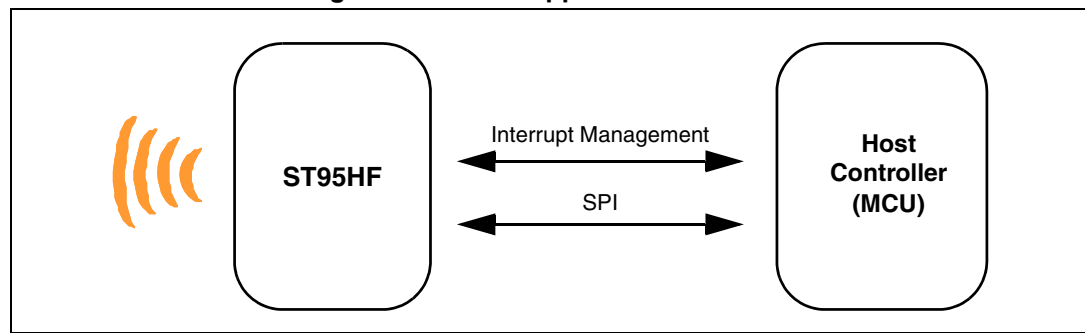 ST95HF
Interrupt Management
SPI
Host
Controller
(MCU)